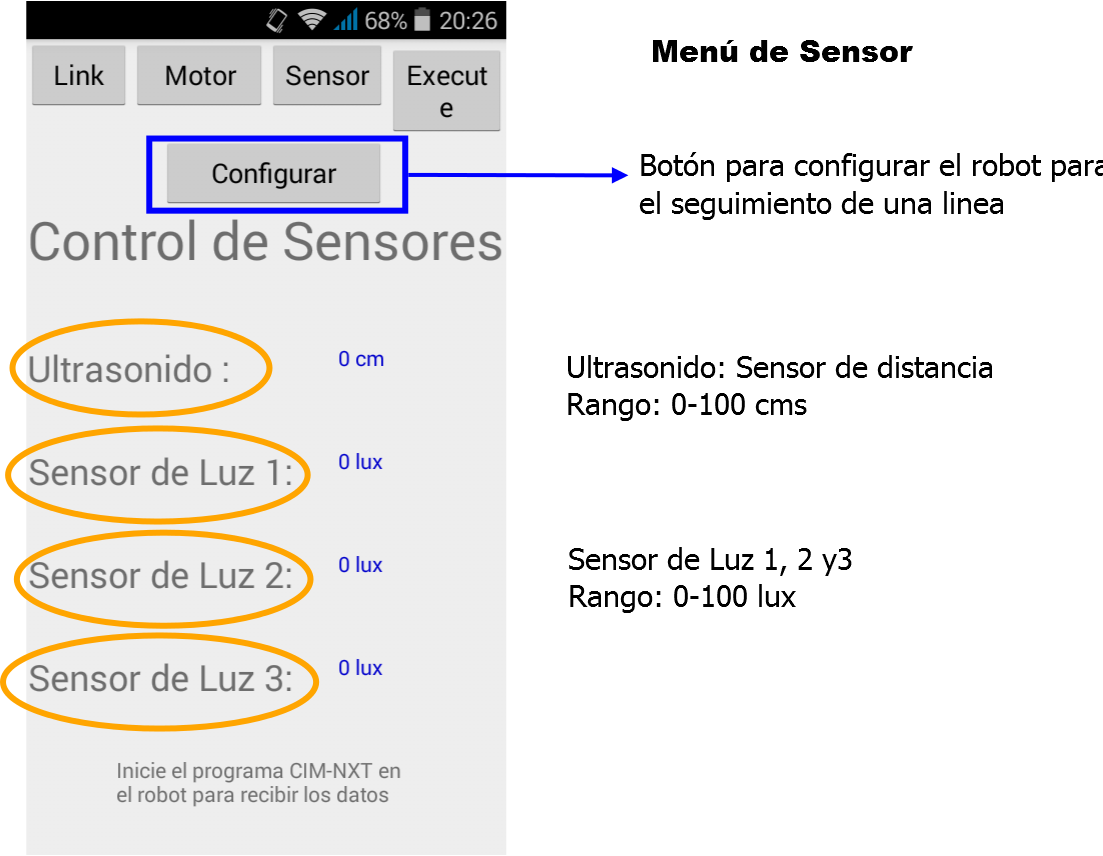 68% 20:26
Link Motor Sensor Execut
e
Configurar
Control de Sensores
Ultrasonido : 0 cm
Sensor de Luz 1: 0 lux
Sensor de Luz 2: 0 lux
Sensor de Luz 3: 0 lux
Inicie el programa CIM-NXT en
el robot para recibir los datos
Menú de Sensor
Botón para configurar el robot para
el seguimiento de una linea
Ultrasonido: Sensor de distancia
Rango: 0-100 cms
Sensor de Luz 1, 2 y3
Rango: 0-100 lux